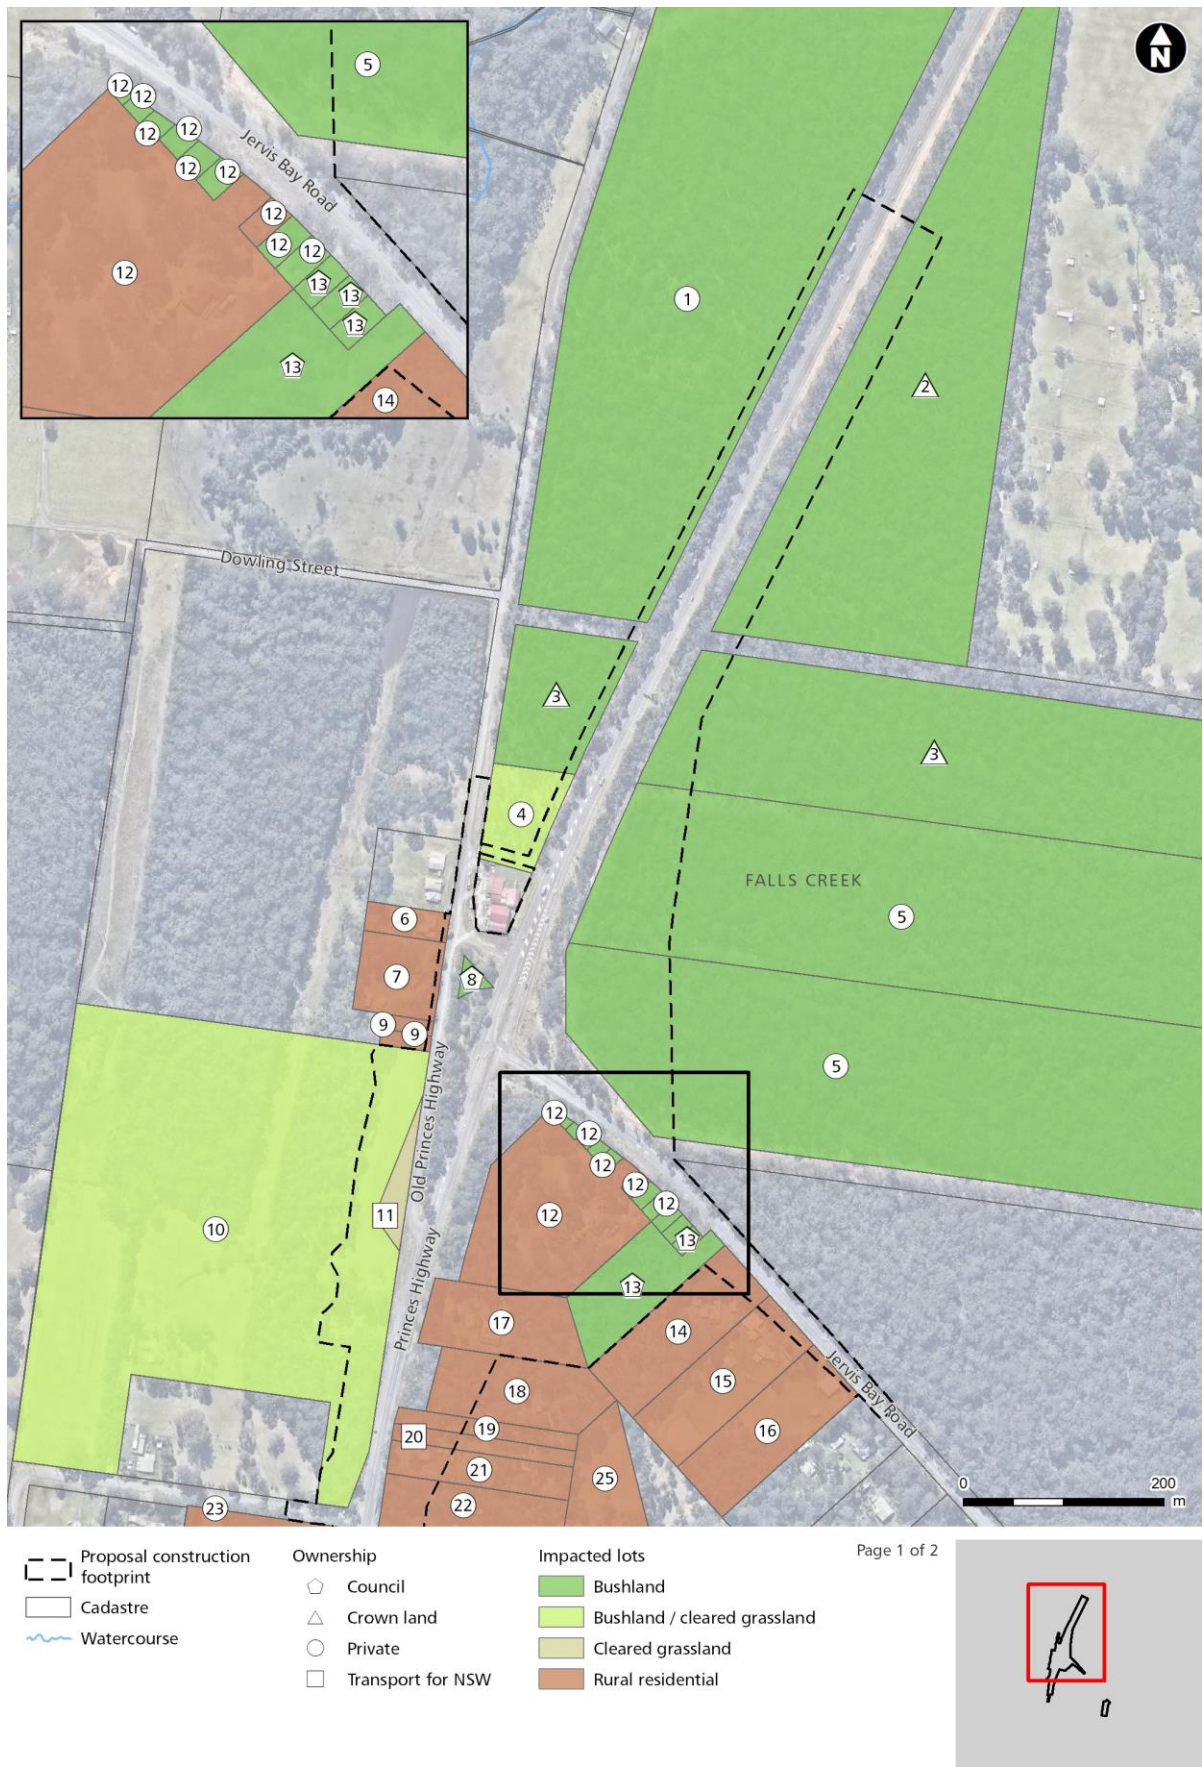 N
5
12
12
12
12
12
12
Jervis Bay Road
12
12
12
13
13
12
13
13
14
1
2
Dowling Street
3
3
4
FALLS CREEK
5
6
7
8
9
9
5
Old Princes Highway
12
12
12
12
12
12
10
11
13
13
Princes Highway
17
14
15
16
18
Jervis Bay Road
19
20
21
22
25
23
0
200
m
Page 1 of 2
Proposal construction
footprint
Cadastre
Watercourse
Ownership
Council
Crown land
Private
Transport for NSW
Impacted lots
Bushland
Bushland / cleared grassland
Cleared grassland
Rural residential